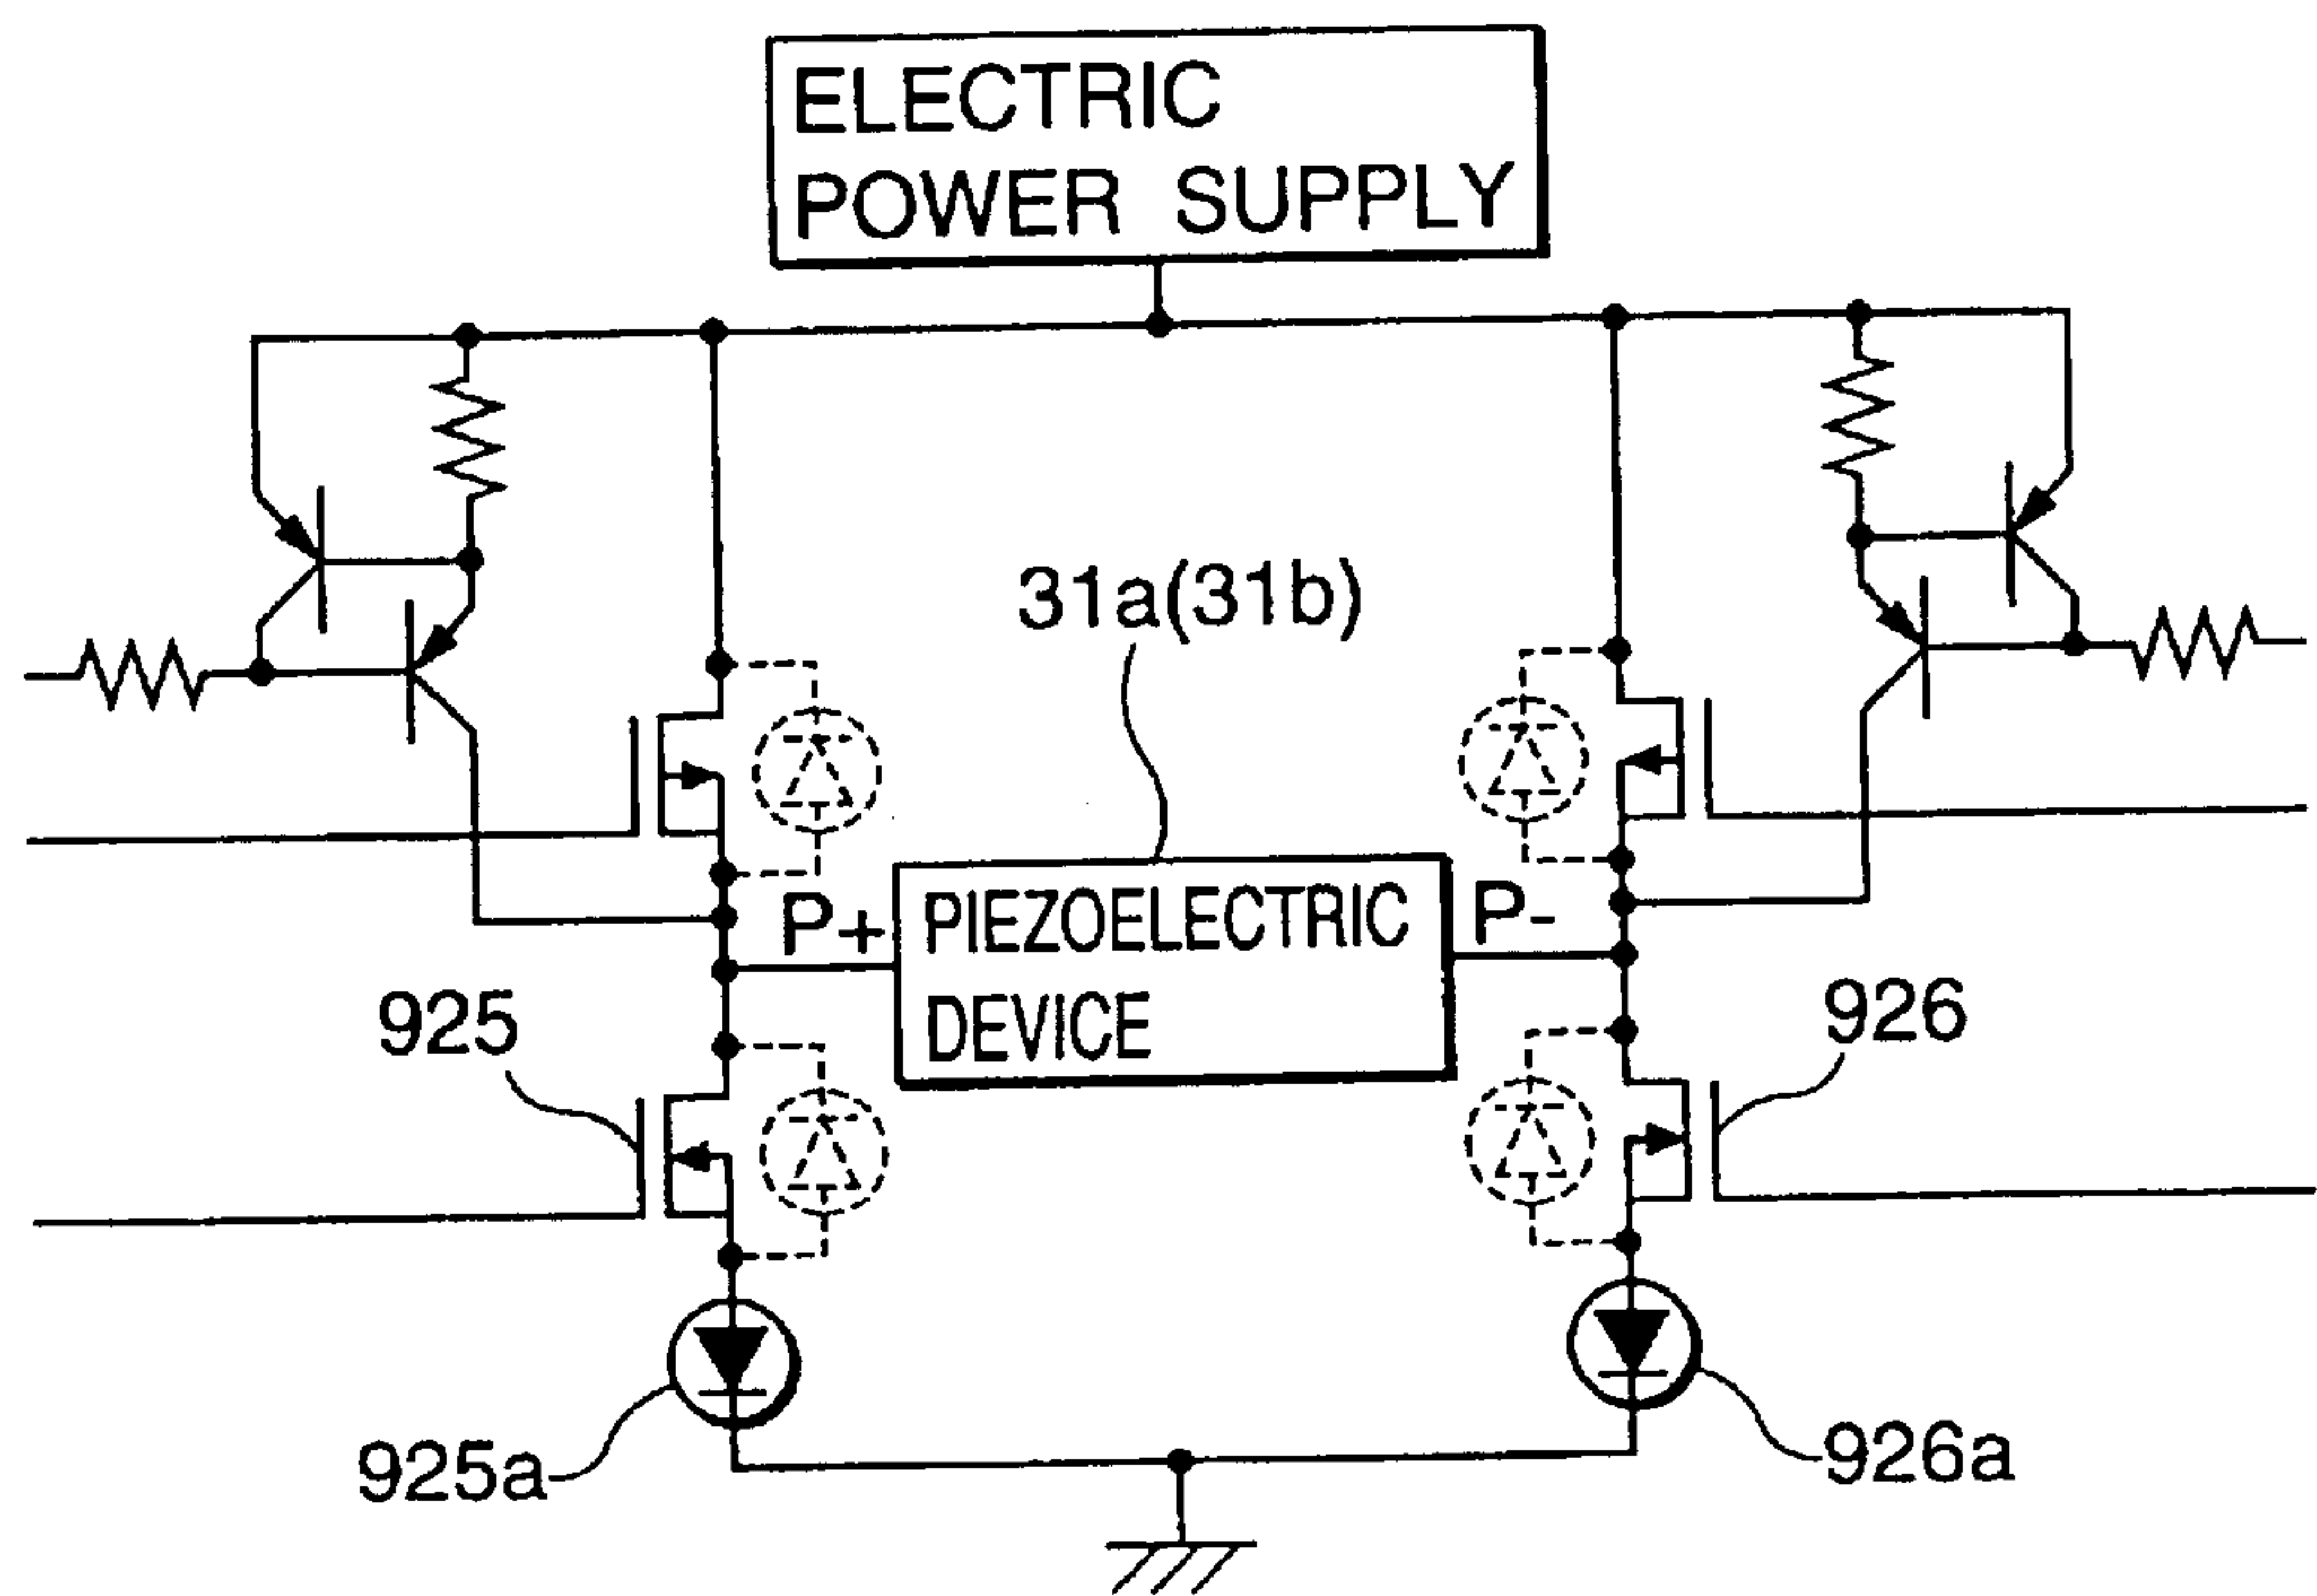 ELECTRIC
POWER SUPPLY
31a(31b)
P+
PIEZOELECTRIC
DEVICE
P-
925
926
925a
926a